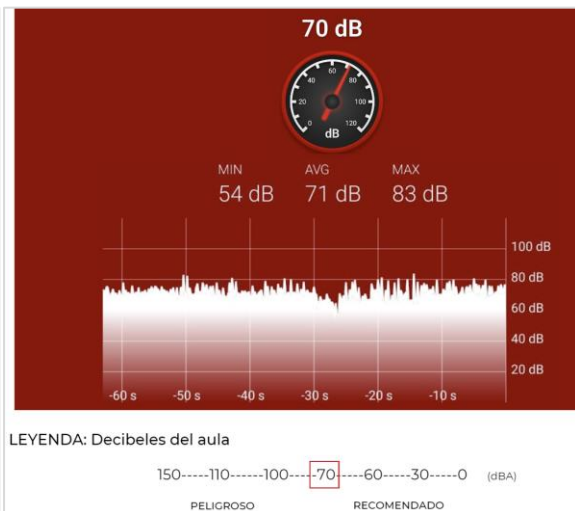 70 dB
0
20
40
60
80
100
120
dB
MIN AVG MAX
54 dB 71 dB 83 dB
100 dB
80 dB
60 dB
40 dB
20 dB
-60 s -50 s -40 s -30 s -20 s -10 s
LEYENDA: Decibeles del aula
150----110-----100----70----60----30----0 (dBA)
PELIGROSO RECOMENDADO